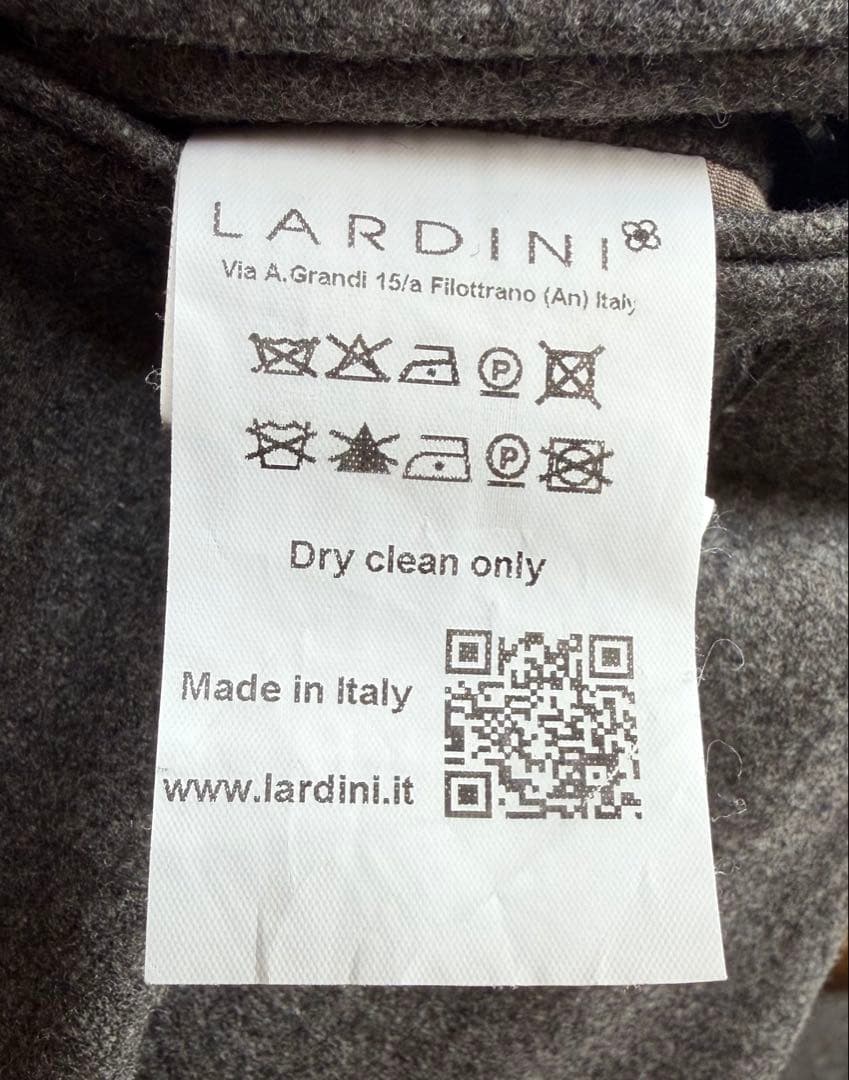 LARDINI
Via A.Grandi 15/a Filottrano (An) Italy
P
P
Dry clean only
Made in Italy
www.lardini.it